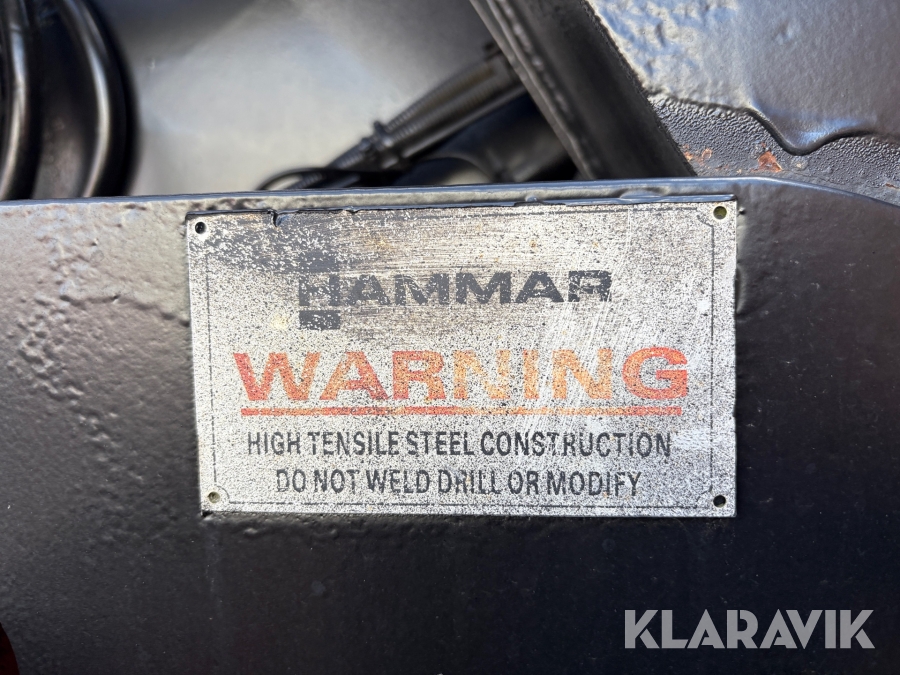 HAMMAR
WARNING
HIGH TENSILE STEEL CONSTRUCTION
DO NOT WELD DRILL OR MODIFY
KLARAVIK